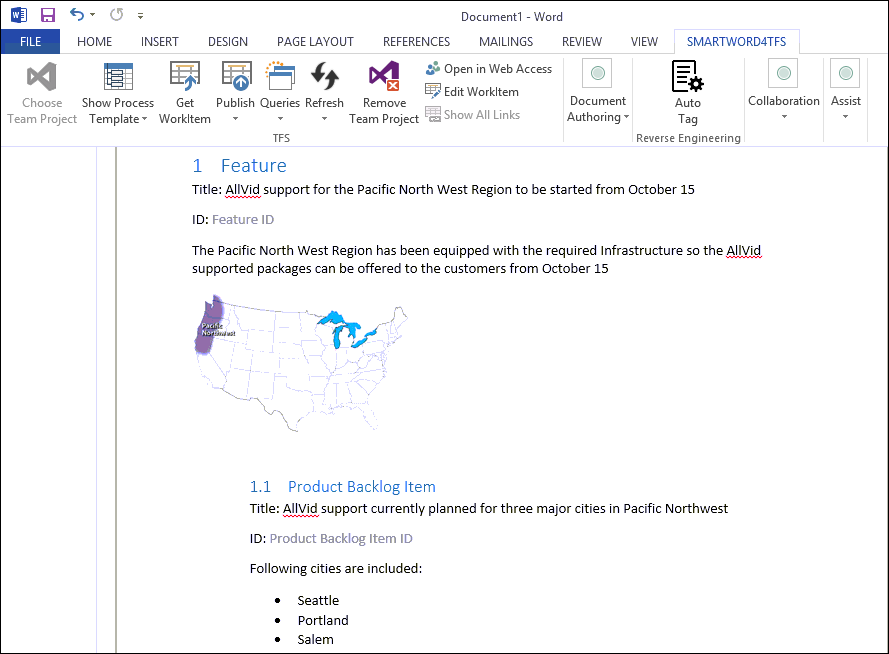 Document1 - Word
FILE HOME INSERT DESIGN PAGE LAYOUT REFERENCES MAILINGS REVIEW VIEW SMARTWORD4TFS
Choose
Team Project
Show Process
Template
Get
WorkItem
Publish
Queries
Refresh
Remove
Team Project
Open in Web Access
Edit WorkItem
Show All Links
TFS
Document
Authoring
Auto
Tag
Reverse Engineering
Collaboration
Assist
1 Feature
Title: AllVid support for the Pacific North West Region to be started from October 15
ID: Feature ID
The Pacific North West Region has been equipped with the required Infrastructure so the AllVid
supported packages can be offered to the customers from October 15
Pacific
Northwest
1.1 Product Backlog Item
Title: AllVid support currently planned for three major cities in Pacific Northwest
ID: Product Backlog Item ID
Following cities are included:
• Seattle
• Portland
• Salem